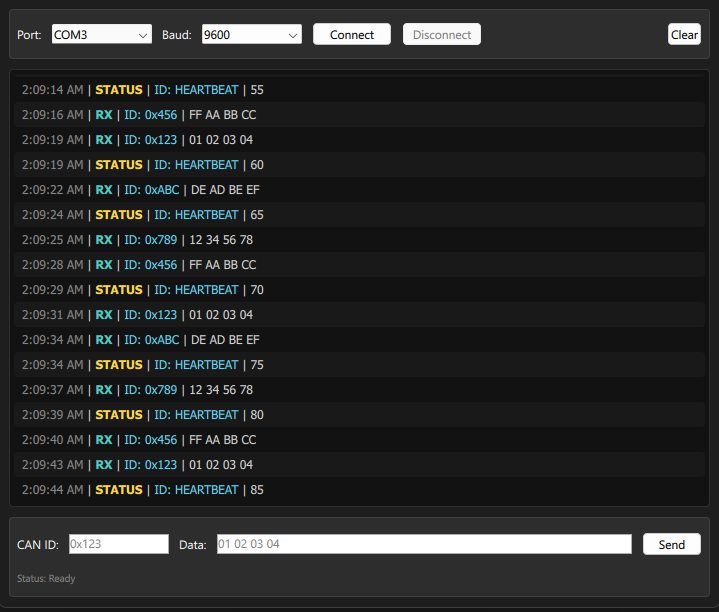 Port: COM3 Baud: 9600 Connect Disconnect Clear
2:09:14 AM | STATUS | ID: HEARTBEAT | 55
2:09:16 AM | RX | ID: 0x456 | FF AA BB CC
2:09:19 AM | RX | ID: 0x123 | 01 02 03 04
2:09:19 AM | STATUS | ID: HEARTBEAT | 60
2:09:22 AM | RX | ID: 0xABC | DE AD BE EF
2:09:24 AM | STATUS | ID: HEARTBEAT | 65
2:09:25 AM | RX | ID: 0x789 | 12 34 56 78
2:09:28 AM | RX | ID: 0x456 | FF AA BB CC
2:09:29 AM | STATUS | ID: HEARTBEAT | 70
2:09:31 AM | RX | ID: 0x123 | 01 02 03 04
2:09:34 AM | RX | ID: 0xABC | DE AD BE EF
2:09:34 AM | STATUS | ID: HEARTBEAT | 75
2:09:37 AM | RX | ID: 0x789 | 12 34 56 78
2:09:39 AM | STATUS | ID: HEARTBEAT | 80
2:09:40 AM | RX | ID: 0x456 | FF AA BB CC
2:09:43 AM | RX | ID: 0x123 | 01 02 03 04
2:09:44 AM | STATUS | ID: HEARTBEAT | 85
CAN ID: 0x123 Data: 01 02 03 04 Send
Status: Ready